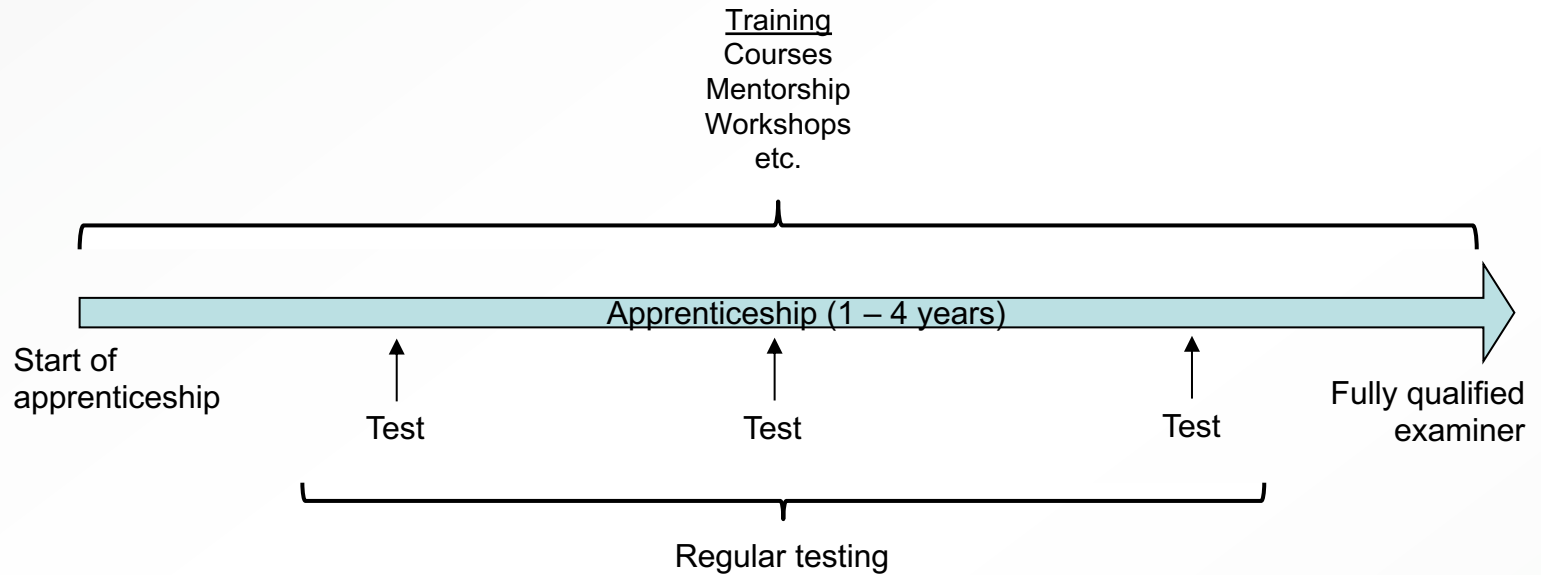 Training
Courses
Mentorship
Workshops
etc.
Apprenticeship (1 – 4 years)
Start of
apprenticeship
Test
Test
Test
Fully qualified
examiner
Regular testing